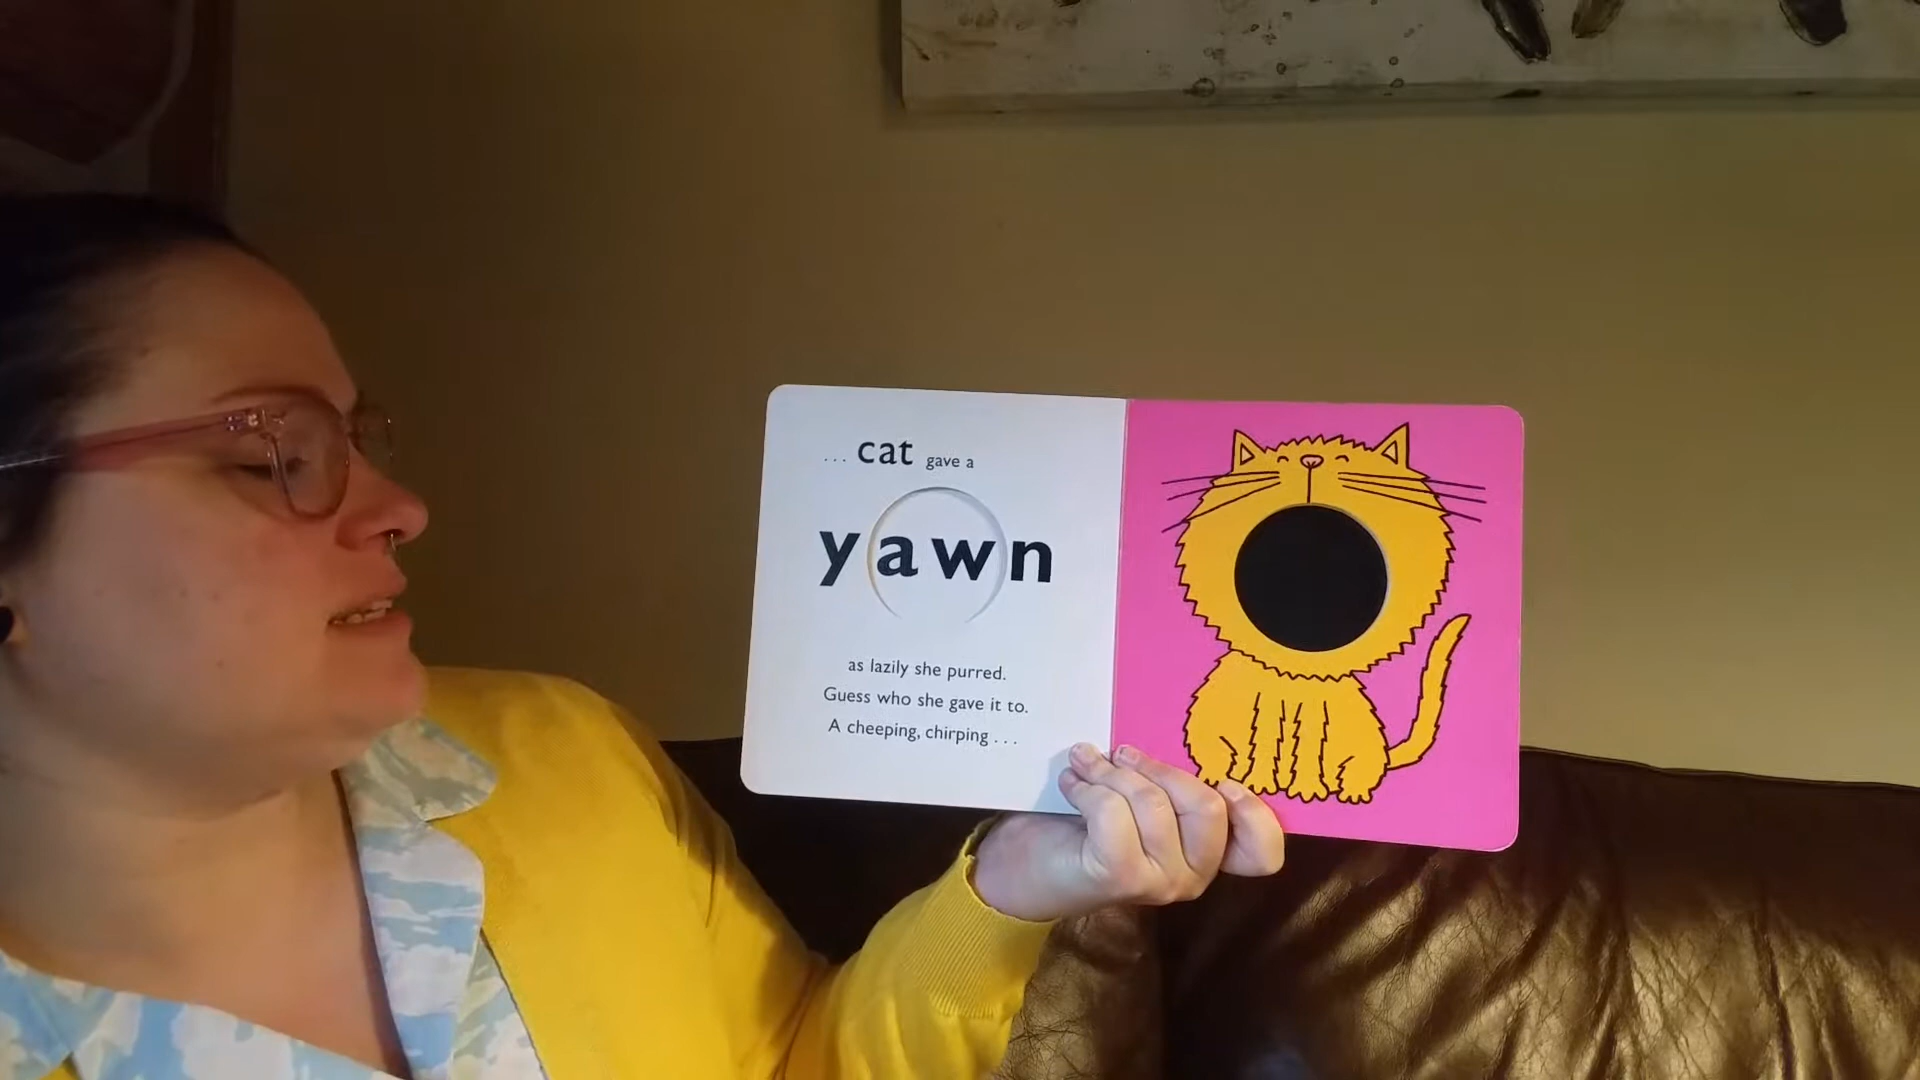 ... cat gave a
yawn
as lazily she purred.
Guess who she gave it to.
A cheeping, chirping . . .